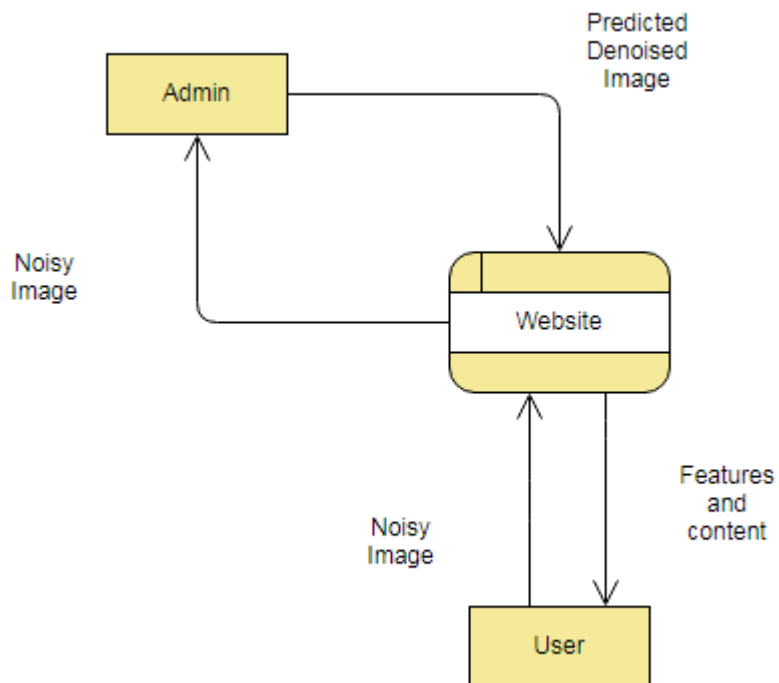 Predicted
Denoised
Image
Admin
Noisy
Image
Website
Features
and
content
Noisy
Image
User